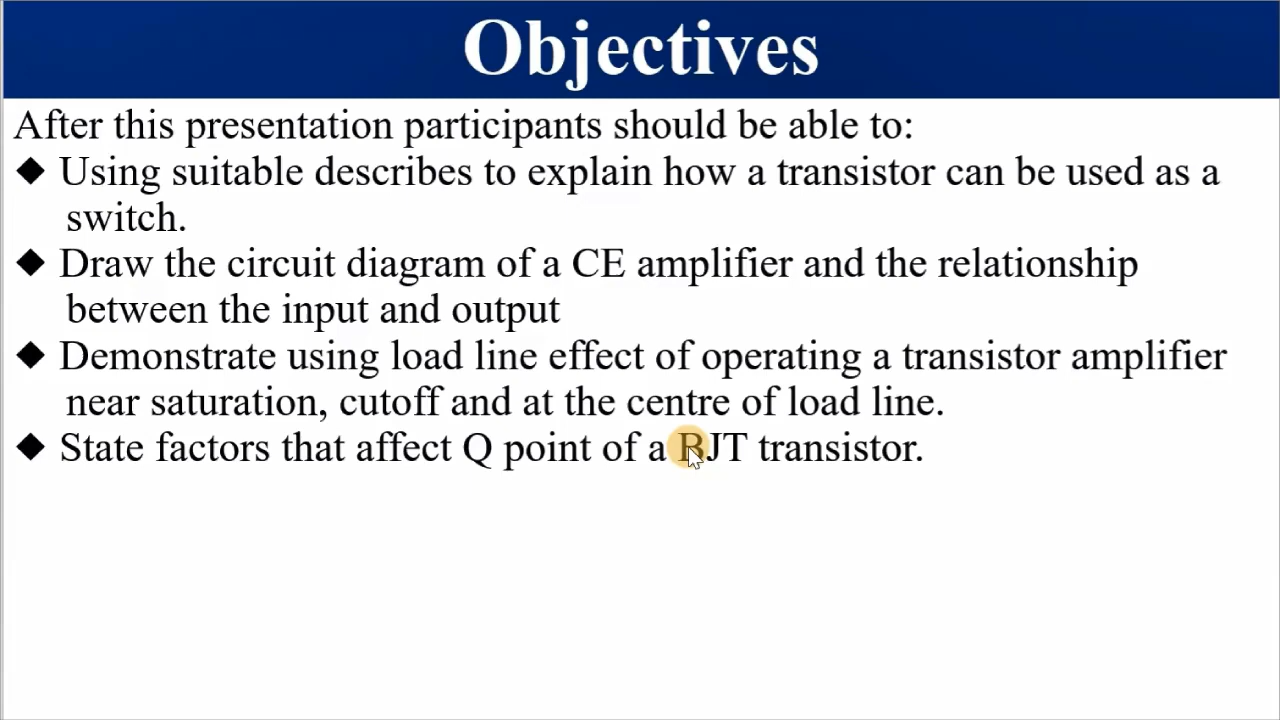 Objectives
After this presentation participants should be able to:
◆ Using suitable describes to explain how a transistor can be used as a
switch.
◆ Draw the circuit diagram of a CE amplifier and the relationship
between the input and output
◆ Demonstrate using load line effect of operating a transistor amplifier
near saturation, cutoff and at the centre of load line.
◆ State factors that affect Q point of a BJT transistor.